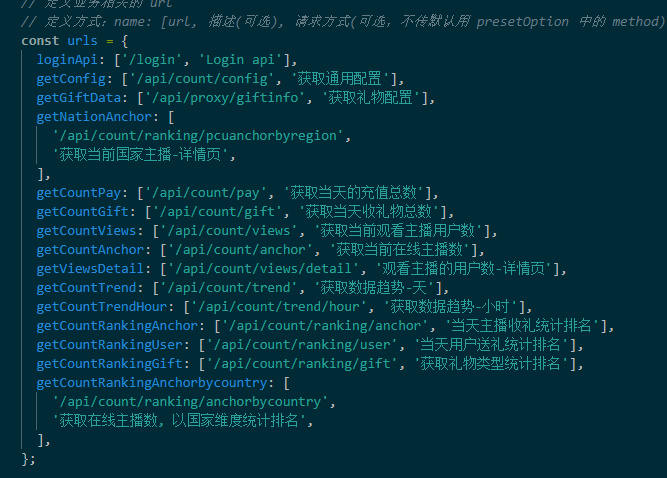 // 定义业务相关的 url
// 定义方式: name: [url, 描述(可选), 请求方式(可选, 不传默认用 presetOption 中的 method)
const urls = {
  loginApi: ['/login', 'Login api'],
  getConfig: ['/api/count/config', '获取通用配置'],
  getGiftData: ['/api/proxy/giftinfo', '获取礼物配置'],
  getNationAnchor: [
    '/api/count/ranking/pcuanchorbyregion',
    '获取当前国家主播-详情页',
  ],
  getCountPay: ['/api/count/pay', '获取当天的充值总数'],
  getCountGift: ['/api/count/gift', '获取当天收礼物总数'],
  getCountViews: ['/api/count/views', '获取当前观看主播用户数'],
  getCountAnchor: ['/api/count/anchor', '获取当前在线主播数'],
  getViewsDetail: ['/api/count/views/detail', '观看主播的用户数-详情页'],
  getCountTrend: ['/api/count/trend', '获取数据趋势-天'],
  getCountTrendHour: ['/api/count/trend/hour', '获取数据趋势-小时'],
  getCountRankingAnchor: ['/api/count/ranking/anchor', '当天主播收礼统计排名'],
  getCountRankingUser: ['/api/count/ranking/user', '当天用户送礼统计排名'],
  getCountRankingGift: ['/api/count/ranking/gift', '获取礼物类型统计排名'],
  getCountRankingAnchorbycountry: [
    '/api/count/ranking/anchorbycountry',
    '获取在线主播数, 以国家维度统计排名',
  ],
};